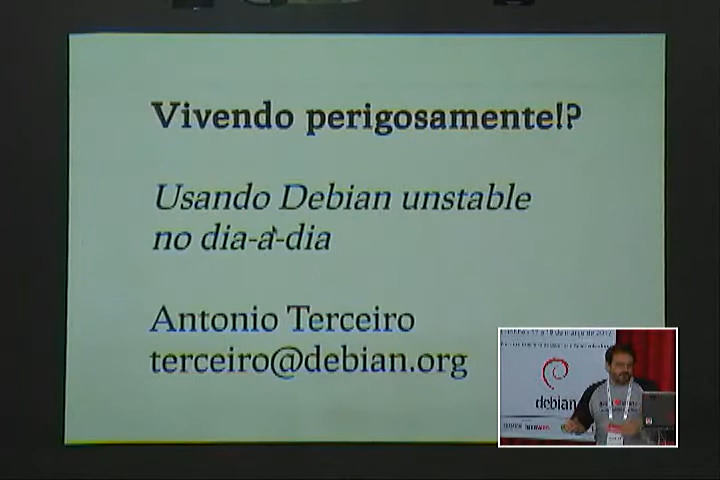 Vivendo perigosamente!?
Usando Debian unstable
no dia-a-dia
Antonio Terceiro
terceiro@debian.org
debian